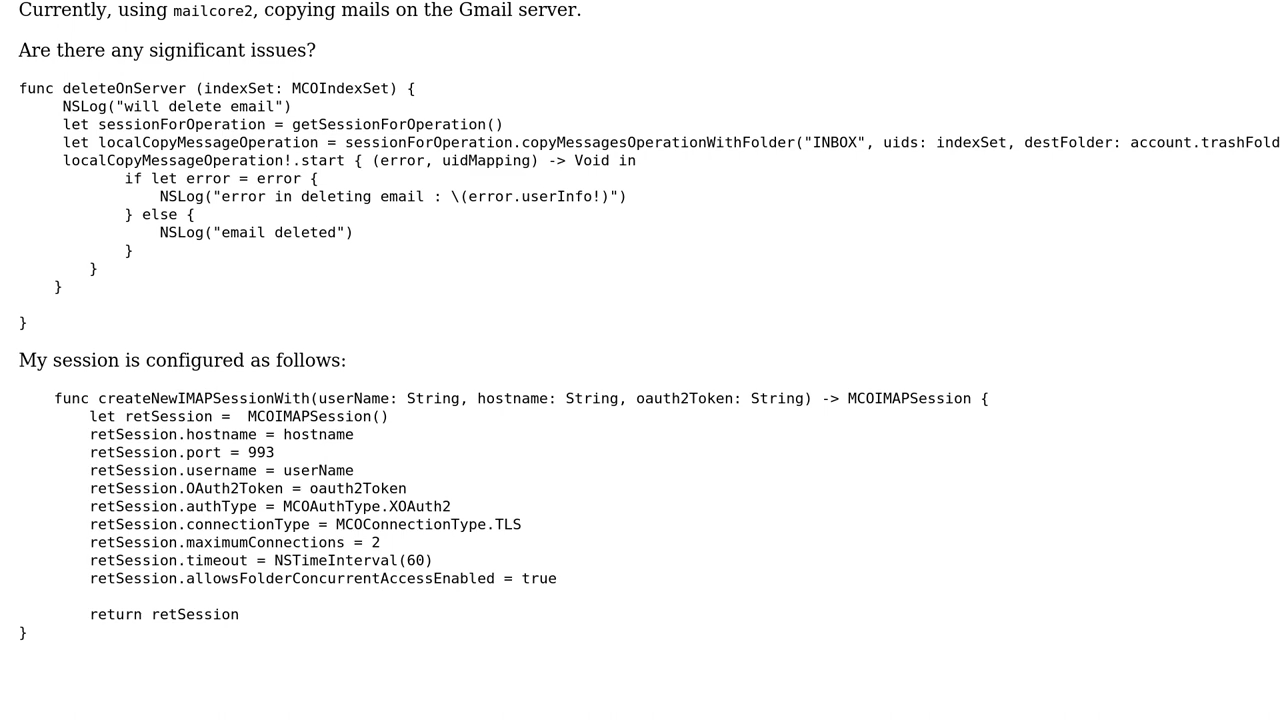 Currently, using mailcore2, copying mails on the Gmail server.
Are there any significant issues?
func deleteOnServer (indexSet: MCOIndexSet) {
     NSLog("will delete email")
     let sessionForOperation = getSessionForOperation()
     let localCopyMessageOperation = sessionForOperation.copyMessagesOperationWithFolder("INBOX", uids: indexSet, destFolder: account.trashFold
     localCopyMessageOperation!.start { (error, uidMapping) -> Void in
            if let error = error {
                NSLog("error in deleting email : \(error.userInfo!)")
            } else {
                NSLog("email deleted")
            }
        }
    }
}
My session is configured as follows:
    func createNewIMAPSessionWith(userName: String, hostname: String, oauth2Token: String) -> MCOIMAPSession {
        let retSession =  MCOIMAPSession()
        retSession.hostname = hostname
        retSession.port = 993
        retSession.username = userName
        retSession.OAuth2Token = oauth2Token
        retSession.authType = MCOAuthType.XOAuth2
        retSession.connectionType = MCOConnectionType.TLS
        retSession.maximumConnections = 2
        retSession.timeout = NSTimeInterval(60)
        retSession.allowsFolderConcurrentAccessEnabled = true
        return retSession
}